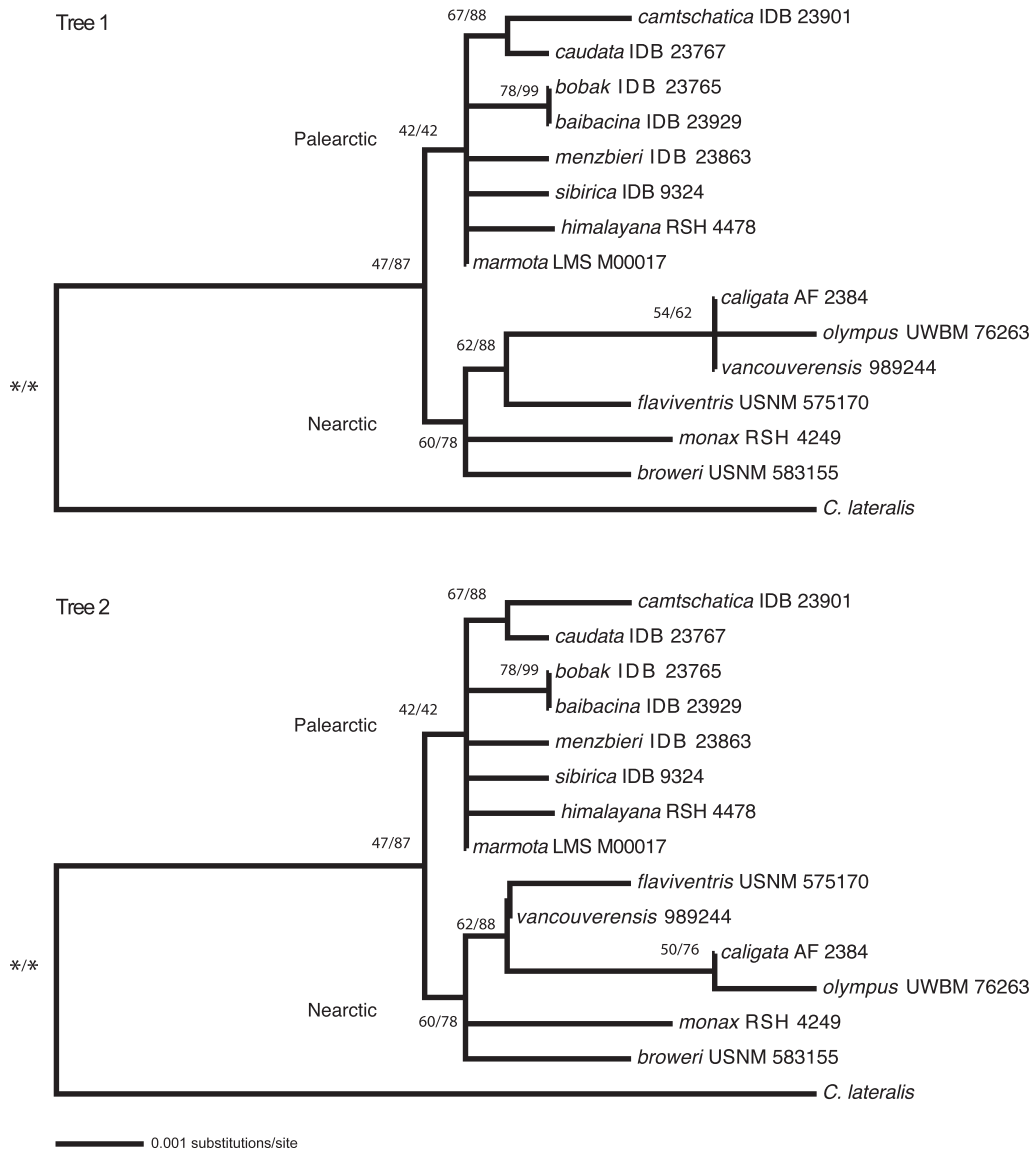 Tree 1
67/88
camtschatica IDB 23901
caudata IDB 23767
78/99
bobak IDB 23765
baibacina IDB 23929
Palearctic
42/42
menzbieri IDB 23863
sibirica IDB 9324
himalayana RSH 4478
47/87
marmota LMS M00017
caligata AF 2384
54/62
olympus UWBM 76263
62/88
vancouverensis 989244
*/*
flaviventris USNM 575170
Nearctic
60/78
monax RSH 4249
broweri USNM 583155
C. lateralis
Tree 2
67/88
camtschatica IDB 23901
caudata IDB 23767
78/99
bobak IDB 23765
baibacina IDB 23929
Palearctic
42/42
menzbieri IDB 23863
sibirica IDB 9324
himalayana RSH 4478
47/87
marmota LMS M00017
flaviventris USNM 575170
62/88
vancouverensis 989244
50/76
caligata AF 2384
*/*
olympus UWBM 76263
Nearctic
60/78
monax RSH 4249
broweri USNM 583155
C. lateralis
0.001 substitutions/site